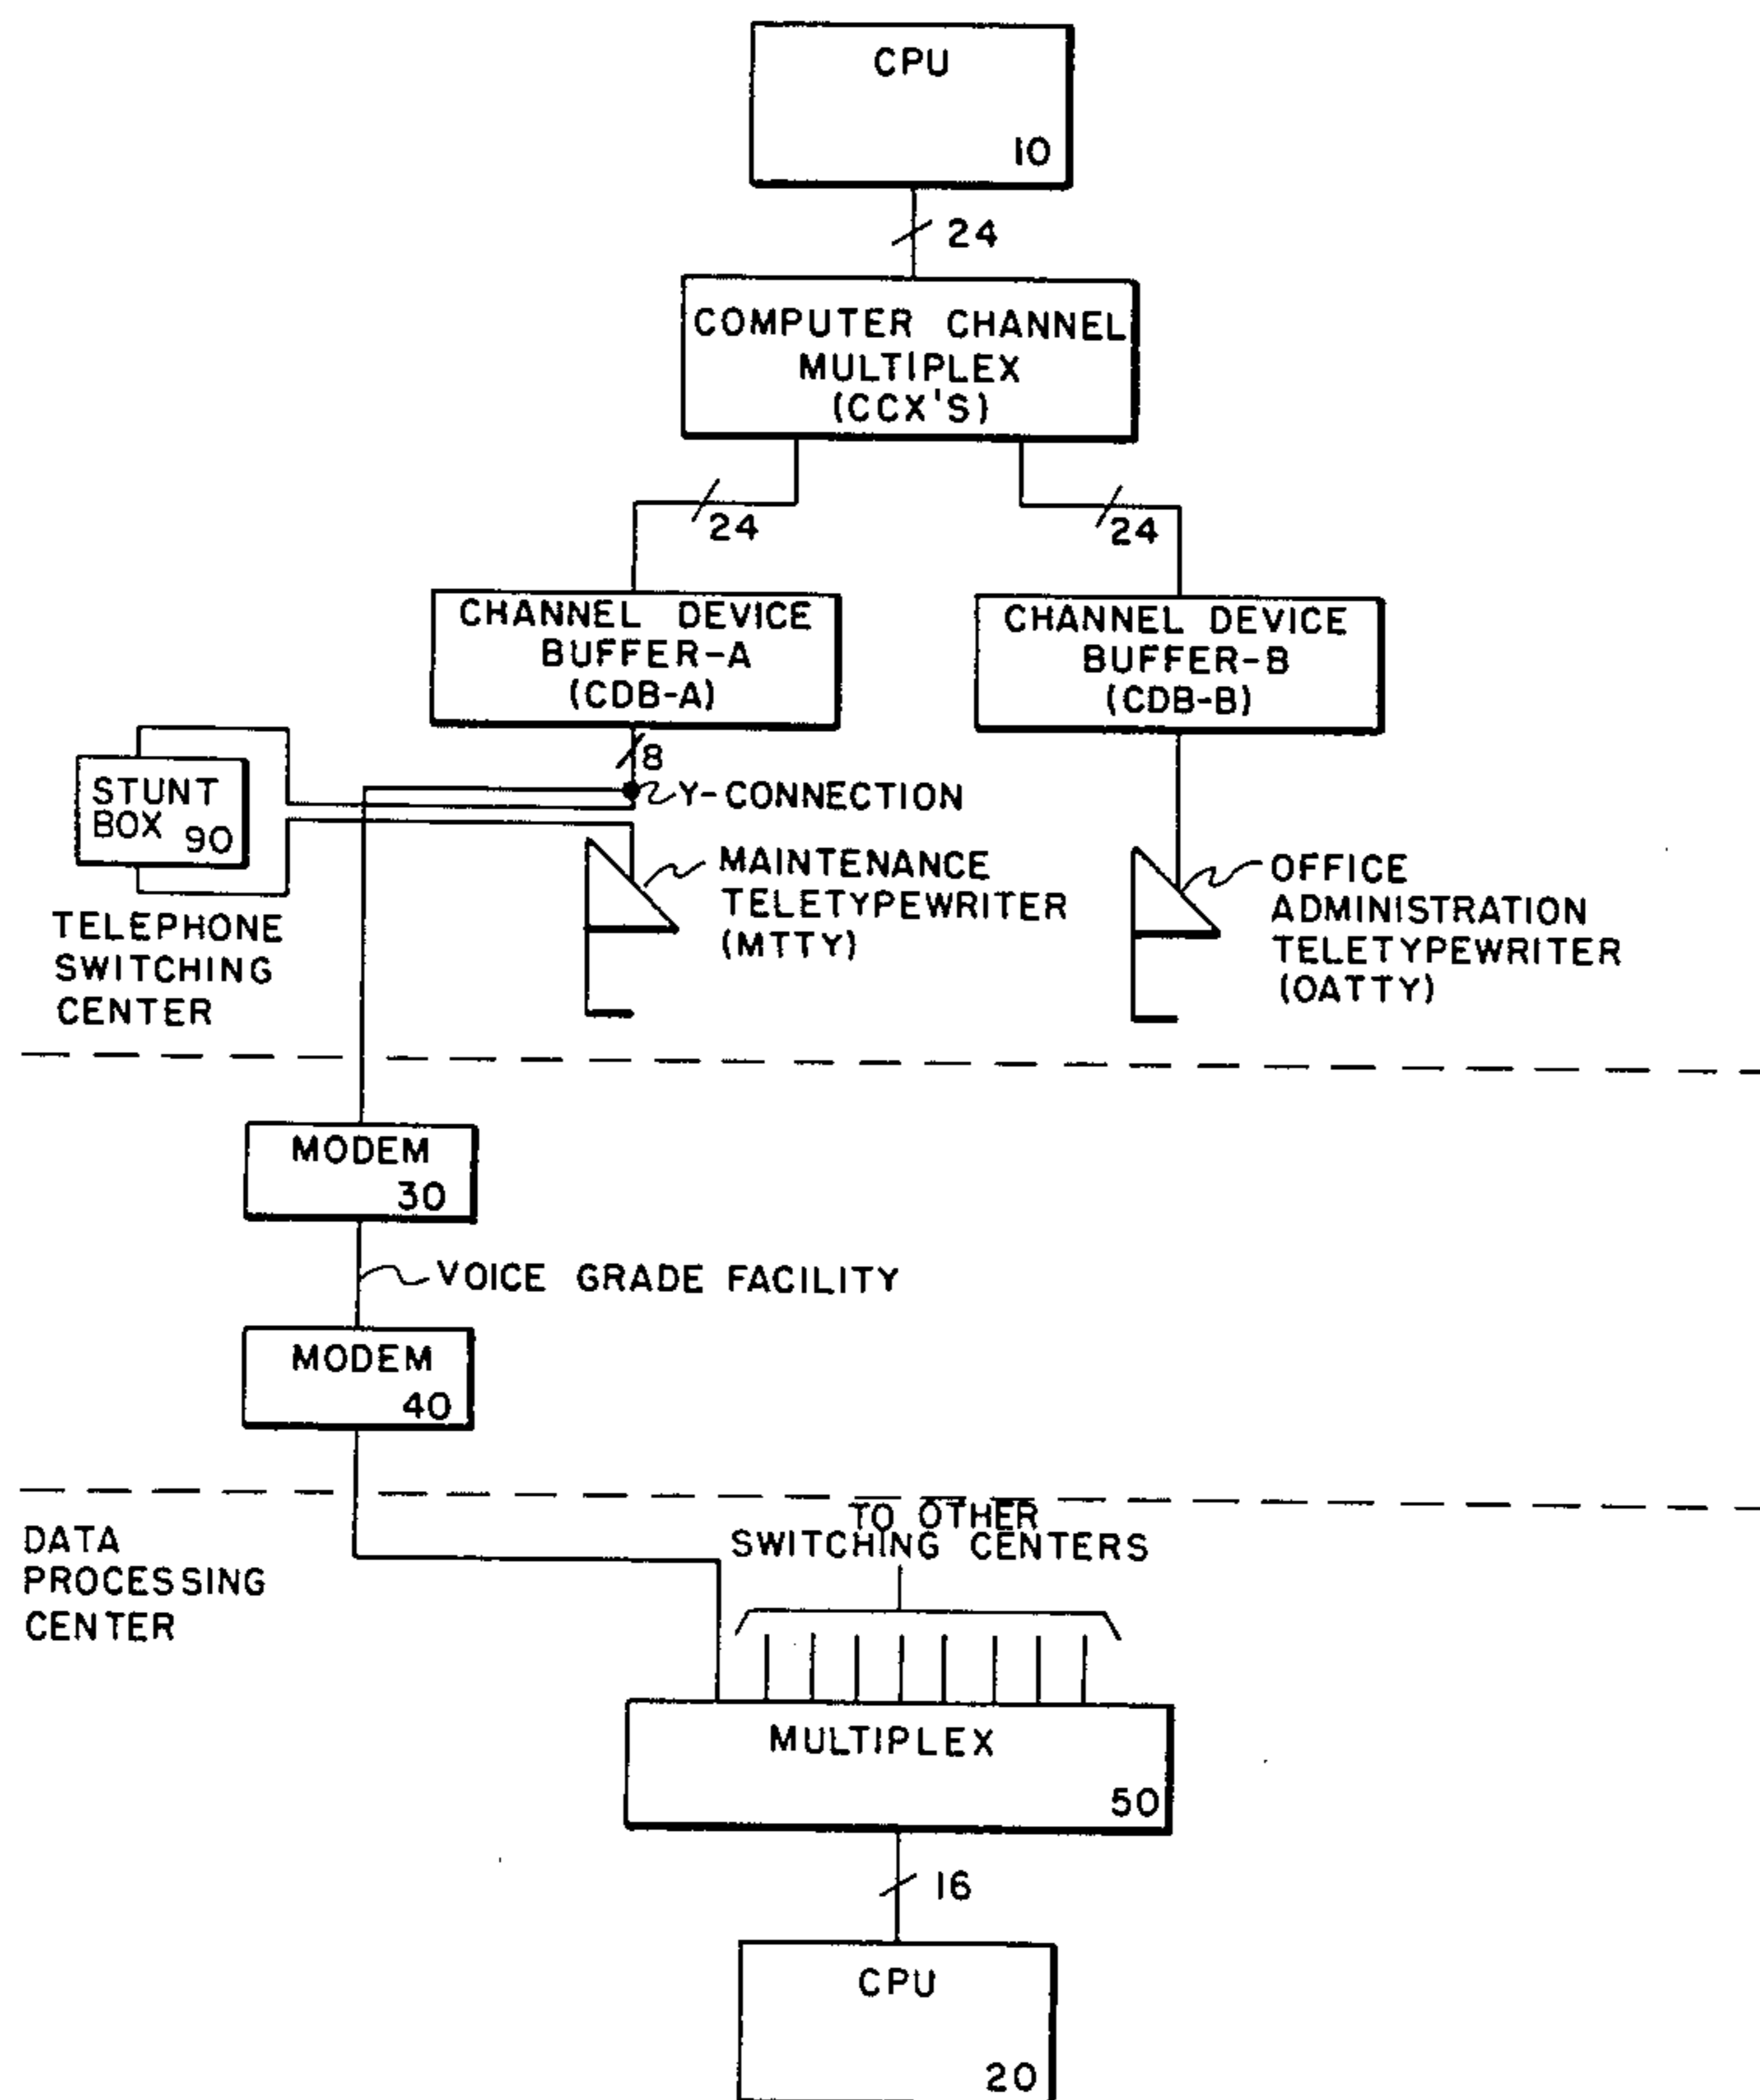 CPU
10
24
COMPUTER CHANNEL
MULTIPLEX
(CCX'S)
24
24
CHANNEL DEVICE
BUFFER-A
(CDB-A)
CHANNEL DEVICE
BUFFER-B
(CDB-B)
8
Y-CONNECTION
STUNT
BOX 90
MAINTENANCE
TELETYPEWRITER
(MTTY)
OFFICE
ADMINISTRATION
TELETYPEWRITER
(OATTY)
TELEPHONE
SWITCHING
CENTER
MODEM
30
VOICE GRADE FACILITY
MODEM
40
DATA
PROCESSING
CENTER
TO OTHER
SWITCHING CENTERS
MULTIPLEX
50
16
CPU
20